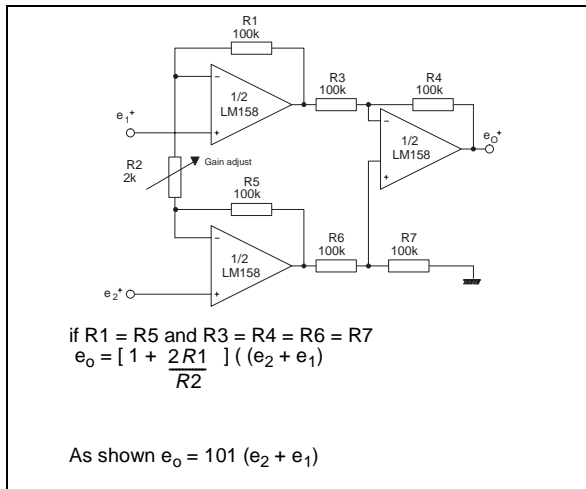 R1
100k
1/2
LM158
e1+
R3
100k
R4
100k
1/2
LM158
eO+
R2
2k
Gain adjust
R5
100k
1/2
LM158
e2+
R6
100k
R7
100k
if R1 = R5 and R3 = R4 = R6 = R7
eo = [ 1 + 2R1 ] ( (e2 + e1)
R2
As shown eo = 101 (e2 + e1)